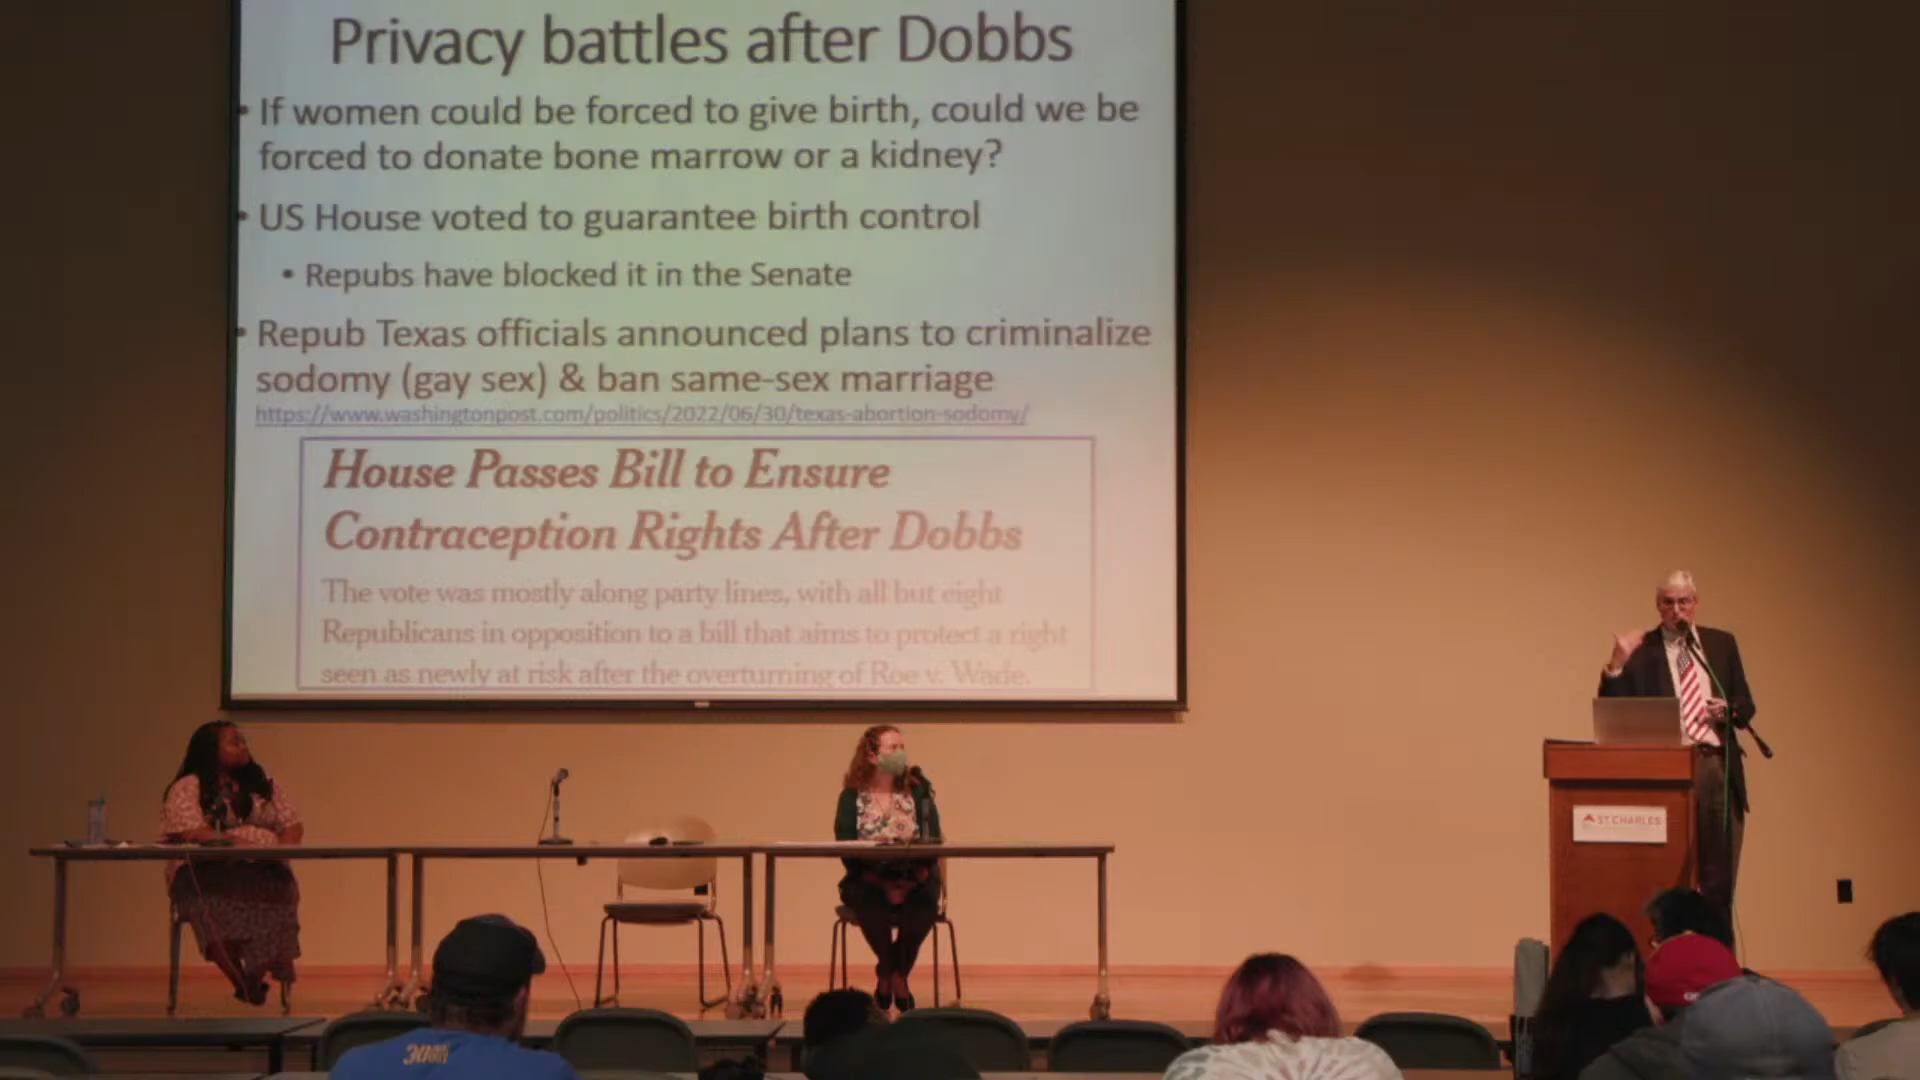 Privacy battles after Dobbs
• If women could be forced to give birth, could we be
forced to donate bone marrow or a kidney?
• US House voted to guarantee birth control
• Repubs have blocked it in the Senate
• Repub Texas officials announced plans to criminalize
sodomy (gay sex) & ban same-sex marriage
https://www.washingtonpost.com/politics/2022/06/30/texas-abortion-sodomy/
House Passes Bill to Ensure
Contraception Rights After Dobbs
The vote was mostly along party lines, with all but eight
Republicans in opposition to a bill that aims to protect a right
seen as newly at risk after the overturning of Roe v. Wade.
ST CHARLES